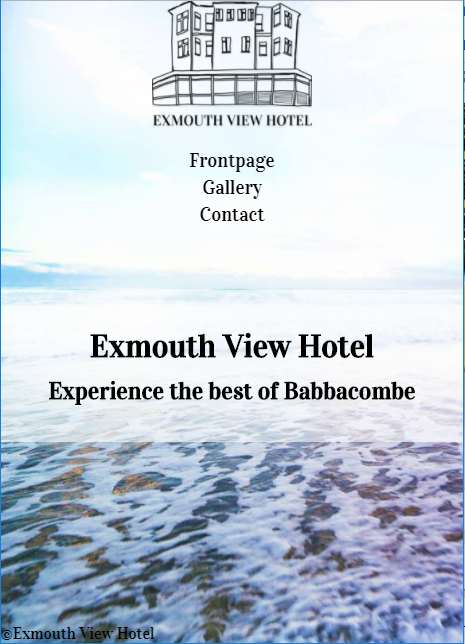 EXMOUTH VIEW HOTEL
Frontpage
Gallery
Contact
Exmouth View Hotel
Experience the best of Babbacombe
©Exmouth View Hotel